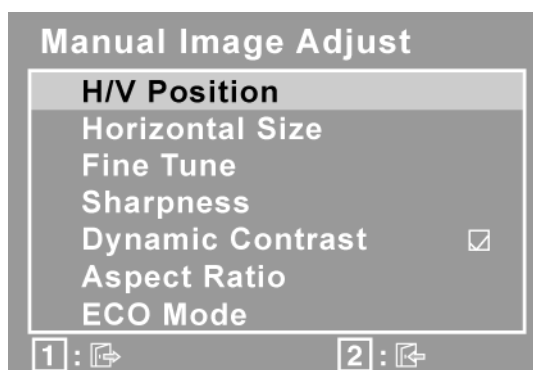 Manual Image Adjust
H/V Position
Horizontal Size
Fine Tune
Sharpness
Dynamic Contrast
Aspect Ratio
ECO Mode
1 : 2 :